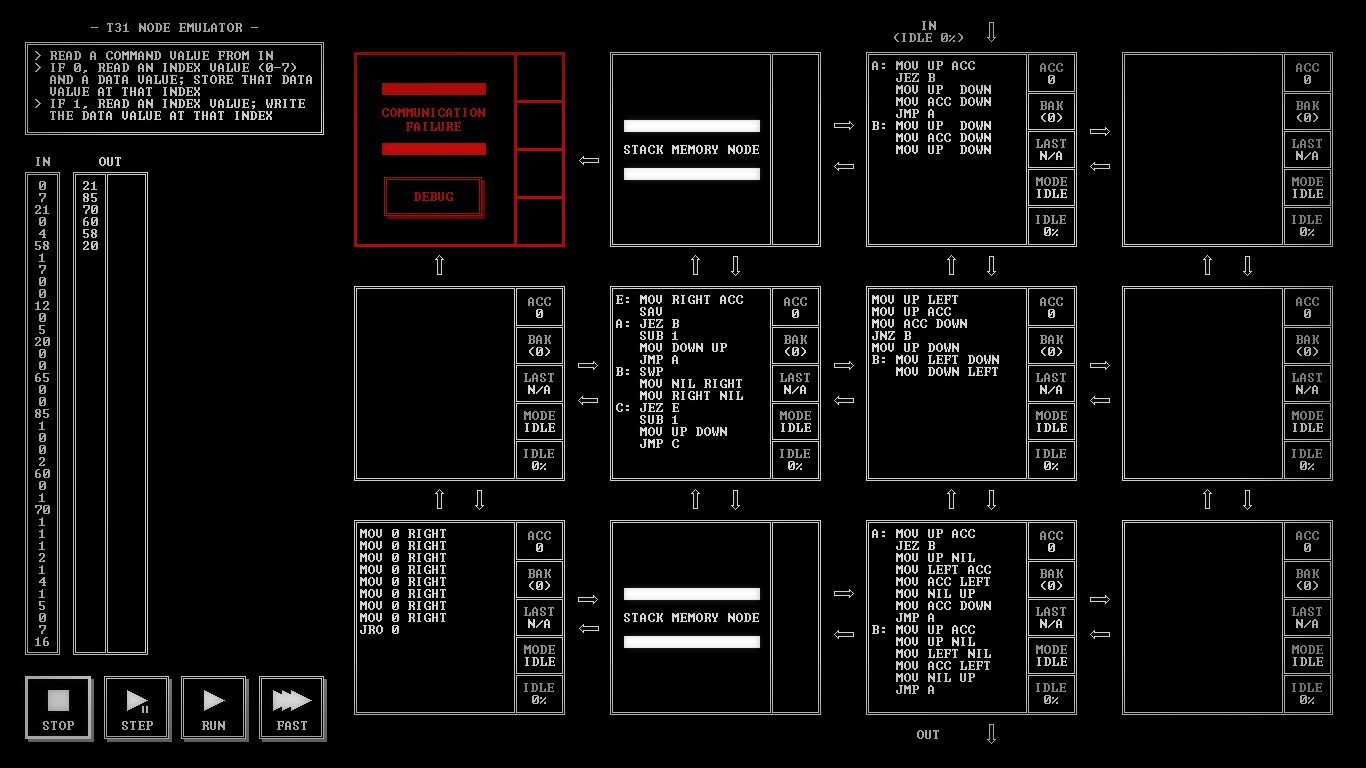 — T31 NODE EMULATOR —
> READ A COMMAND VALUE FROM IN
> IF 0, READ AN INDEX VALUE (0-7)
AND A DATA VALUE; STORE THAT DATA
VALUE AT THAT INDEX
> IF 1, READ AN INDEX VALUE; WRITE
THE DATA VALUE AT THAT INDEX
IN
0
7
21
0
4
58
1
7
0
0
12
0
5
20
0
0
65
0
0
85
1
0
0
2
60
0
1
70
1
1
1
2
1
4
1
5
0
7
16
OUT
21
85
70
60
58
20
STOP
STEP
RUN
FAST
COMMUNICATION
FAILURE
DEBUG
STACK MEMORY NODE
IN
(IDLE 0%)
A: MOV UP ACC
JEZ B
MOV UP  DOWN
MOV ACC DOWN
JMP A
B: MOV UP  DOWN
MOV ACC DOWN
MOV UP  DOWN
ACC
0
BAK
(0)
LAST
N/A
MODE
IDLE
IDLE
0%
ACC
0
BAK
(0)
LAST
N/A
MODE
IDLE
IDLE
0%
ACC
0
BAK
(0)
LAST
N/A
MODE
IDLE
IDLE
0%
E: MOV RIGHT ACC
SAV
A: JEZ B
SUB 1
MOV DOWN UP
JMP A
B: SWP
MOV NIL RIGHT
MOV RIGHT NIL
C: JEZ E
SUB 1
MOV UP DOWN
JMP C
ACC
0
BAK
(0)
LAST
N/A
MODE
IDLE
IDLE
0%
MOV UP LEFT
MOV UP ACC
MOV ACC DOWN
JNZ B
MOV UP DOWN
B: MOV LEFT DOWN
MOV DOWN LEFT
ACC
0
BAK
(0)
LAST
N/A
MODE
IDLE
IDLE
0%
ACC
0
BAK
(0)
LAST
N/A
MODE
IDLE
IDLE
0%
MOV 0 RIGHT
MOV 0 RIGHT
MOV 0 RIGHT
MOV 0 RIGHT
MOV 0 RIGHT
MOV 0 RIGHT
MOV 0 RIGHT
MOV 0 RIGHT
JRO 0
ACC
0
BAK
(0)
LAST
N/A
MODE
IDLE
IDLE
0%
STACK MEMORY NODE
A: MOV UP ACC
JEZ B
MOV UP NIL
MOV LEFT ACC
MOV ACC LEFT
MOV NIL UP
MOV ACC DOWN
JMP A
B: MOV UP ACC
MOV UP NIL
MOV LEFT NIL
MOV ACC LEFT
MOV NIL UP
JMP A
ACC
0
BAK
(0)
LAST
N/A
MODE
IDLE
IDLE
0%
ACC
0
BAK
(0)
LAST
N/A
MODE
IDLE
IDLE
0%
OUT